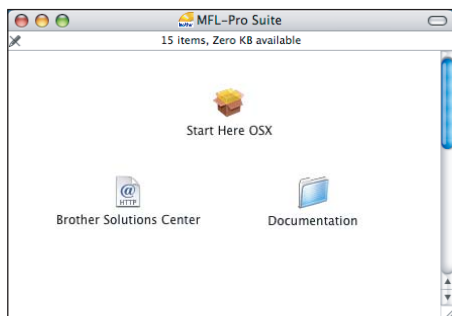 MFL-Pro Suite
15 items, Zero KB available
Start Here OSX
@
HTTP
Brother Solutions Center
Documentation